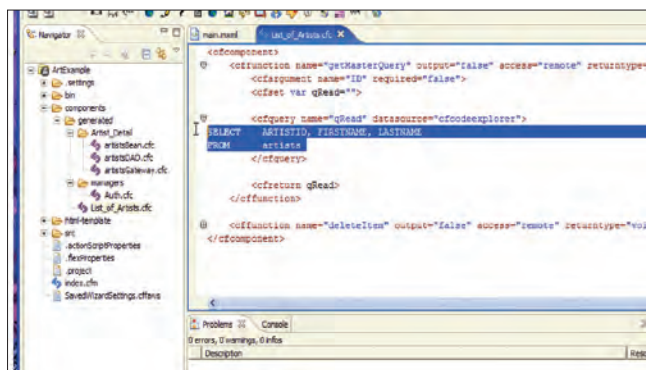 Navigator
ArtExample
.settings
bin
components
generated
Artist_Detail
artistsBean.cfc
artistsDAO.cfc
artistsGateway.cfc
managers
Auth.cfc
List_of_Artists.cfc
html-template
src
.actionScriptProperties
.flexProperties
.project
index.cfm
SavedWizardSettings.cffaws
main.mxml
List_of_Artists.cfc
<cfcomponent>
<cffunction name="getMasterQuery" output="false" access="remote" returntype=
<cfargument name="ID" required="false">
<cfset var qRead="">
<cfquery name="qRead" datasource="cfcodeexplorer">
SELECT ARTISTID, FIRSTNAME, LASTNAME
FROM artists
</cfquery>
<cfreturn qRead>
</cffunction>
<cffunction name="deleteItem" output="false" access="remote" returntype="voi
</cfcomponent>
Problems Console
0 errors, 0 warnings, 0 infos
Description Reso